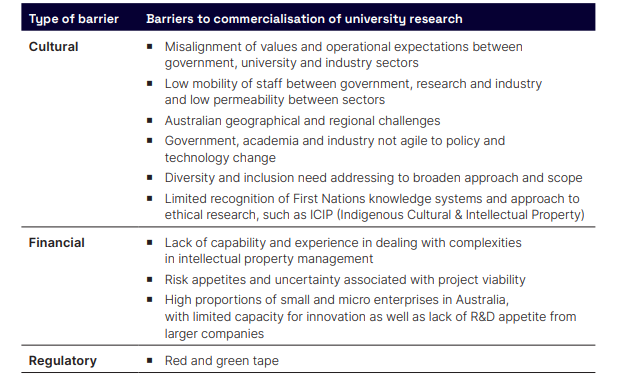 Type of barrier Barriers to commercialisation of university research
Cultural ▪ Misalignment of values and operational expectations between
government, university and industry sectors
▪ Low mobility of staff between government, research and industry
and low permeability between sectors
▪ Australian geographical and regional challenges
▪ Government, academia and industry not agile to policy and
technology change
▪ Diversity and inclusion need addressing to broaden approach and scope
▪ Limited recognition of First Nations knowledge systems and approach to
ethical research, such as ICIP (Indigenous Cultural & Intellectual Property)
Financial ▪ Lack of capability and experience in dealing with complexities
in intellectual property management
▪ Risk appetites and uncertainty associated with project viability
▪ High proportions of small and micro enterprises in Australia,
with limited capacity for innovation as well as lack of R&D appetite from
larger companies
Regulatory ▪ Red and green tape